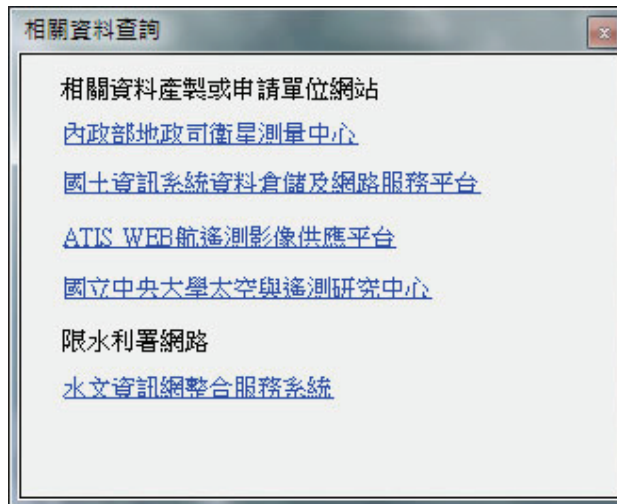 相關資料查詢
x
相關資料產製或申請單位網站
內政部地政司衛星測量中心
國土資訊系統資料倉儲及網路服務平台
ATIS WEB航遙測影像供應平台
國立中央大學太空與遙測研究中心
限水利署網路
水文資訊網整合服務系統